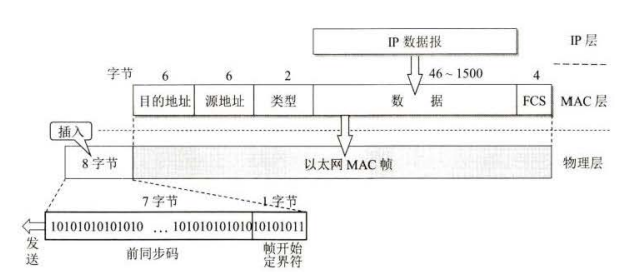 IP 数据报
IP 层
字节
6
6
2
46 ~ 1500
4
目的地址
源地址
类型
数 据
FCS
MAC 层
插入
8 字节
以太网 MAC 帧
物理层
7 字节
1 字节
10101010101010 … 101010101010
10101011
发送
前同步码
帧开始
定界符